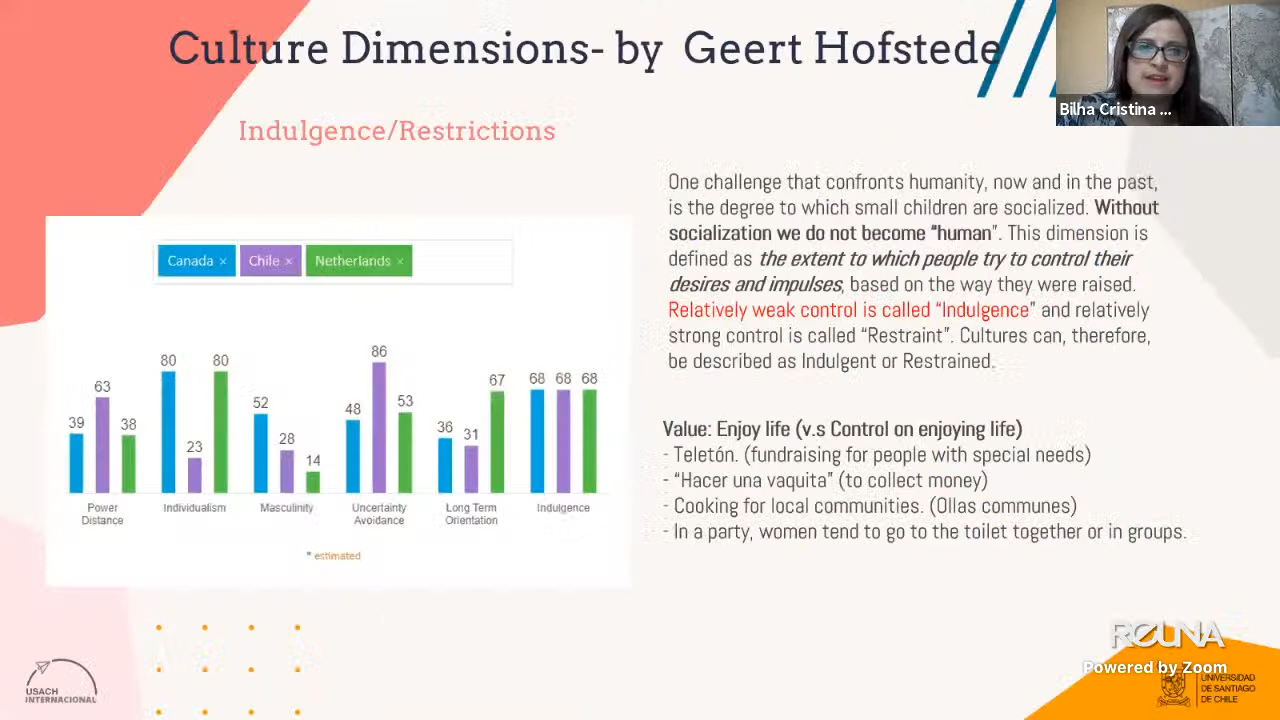 Culture Dimensions- by Geert Hofstede
Bilha Cristina ...
Indulgence/Restrictions
One challenge that confronts humanity, now and in the past,
is the degree to which small children are socialized. Without
socialization we do not become “human”. This dimension is
defined as the extent to which people try to control their
desires and impulses, based on the way they were raised.
Relatively weak control is called “Indulgence” and relatively
strong control is called “Restraint”. Cultures can, therefore,
be described as Indulgent or Restrained.
Canada × Chile × Netherlands ×
39 63 38
80 23 80
52 28 14
48 86 53
36 31 67
68 68 68
Power
Distance
Individualism
Masculinity
Uncertainty
Avoidance
Long Term
Orientation
Indulgence
* estimated
Value: Enjoy life (v.s Control on enjoying life)
- Teletón. (fundraising for people with special needs)
- “Hacer una vaquita” (to collect money)
- Cooking for local communities. (Ollas communes)
- In a party, women tend to go to the toilet together or in groups.
USACH
INTERNACIONAL
REUNA
Powered by Zoom
UNIVERSIDAD
DE SANTIAGO
DE CHILE